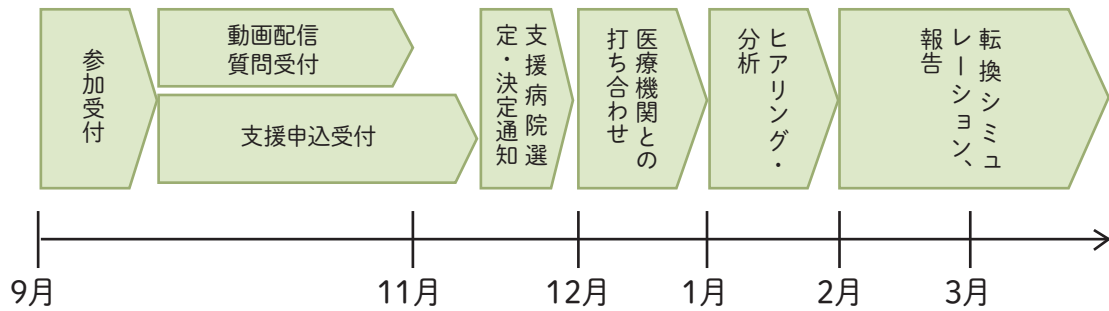 参加受付
動画配信
質問受付
支援申込受付
支援病院選
定・決定通知
医療機関との
打ち合わせ
ヒアリング・
分析
転換シミュ
レーション、
報告
9月
11月
12月
1月
2月
3月